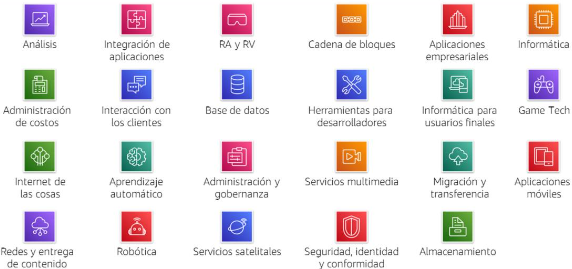 Análisis
Integración de
aplicaciones
RA y RV
Cadena de bloques
Aplicaciones
empresariales
Informática
Administración
de costos
Interacción con
los clientes
Base de datos
Herramientas para
desarrolladores
Informática para
usuarios finales
Game Tech
Internet de
las cosas
Aprendizaje
automático
Administración y
gobernanza
Servicios multimedia
Migración y
transferencia
Aplicaciones
móviles
Redes y entrega
de contenido
Robótica
Servicios satelitales
Seguridad, identidad
y conformidad
Almacenamiento